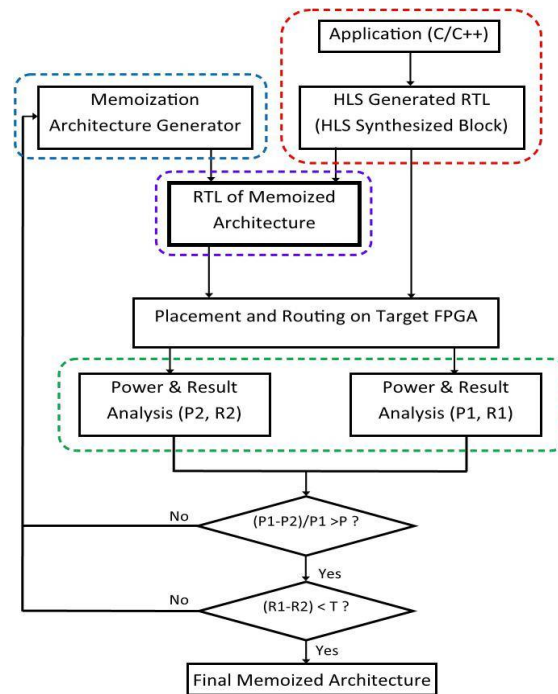 Application (C/C++)
Memoization
Architecture Generator
HLS Generated RTL
(HLS Synthesized Block)
RTL of Memoized
Architecture
Placement and Routing on Target FPGA
Power & Result
Analysis (P2, R2)
Power & Result
Analysis (P1, R1)
No
(P1-P2)/P1 >P ?
Yes
No
(R1-R2) < T ?
Yes
Final Memoized Architecture